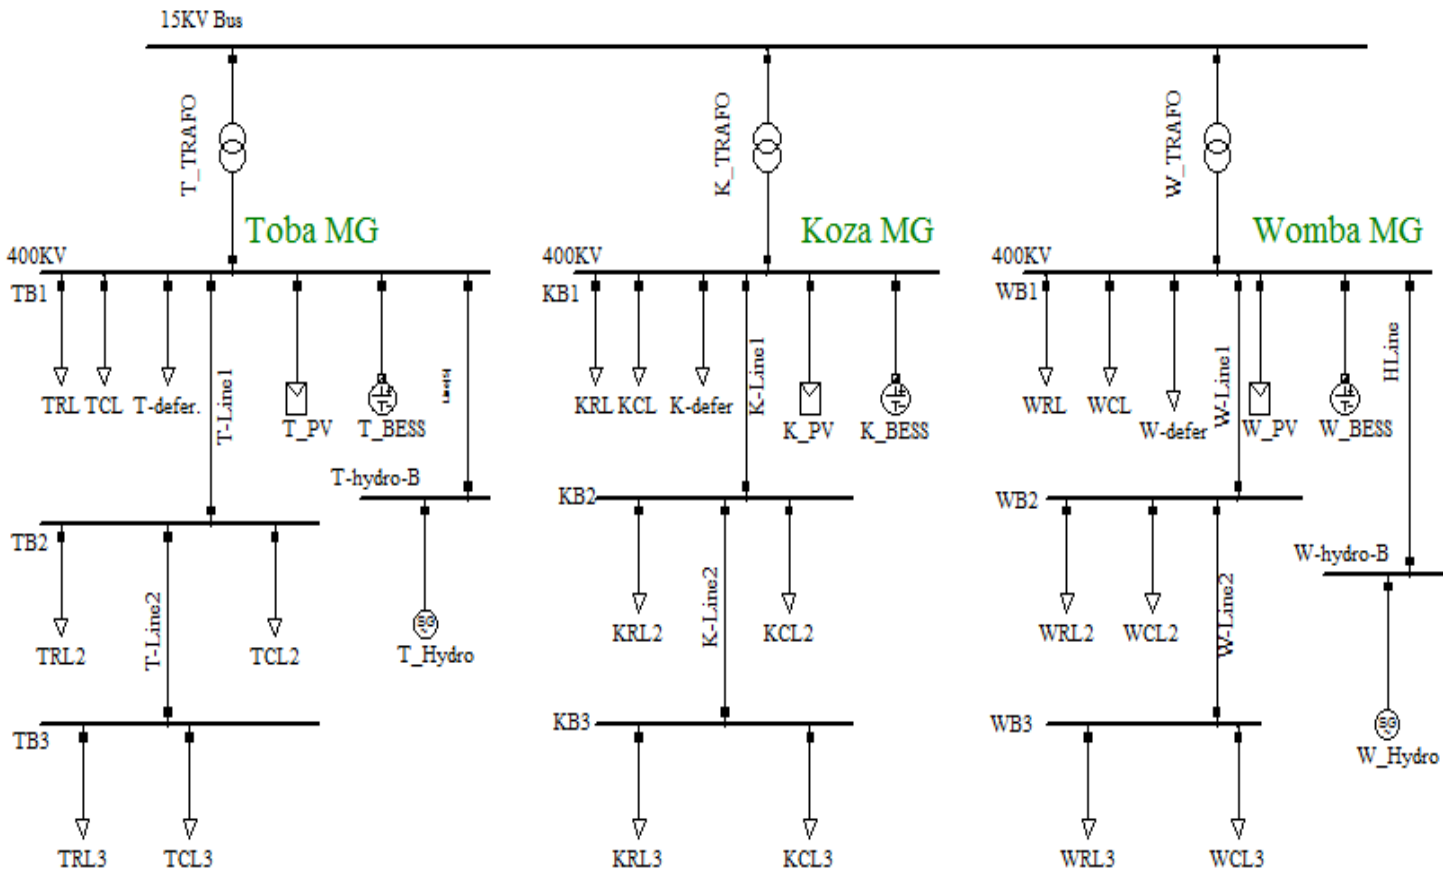 15KV Bus
T_TRAFO
K_TRAFO
W_TRAFO
Toba MG
Koza MG
Womba MG
400KV
400KV
400KV
TB1
KB1
WB1
TRL
TCL
T-defer.
T-Line1
T_PV
T_BESS
KRL
KCL
K-defer
K-Line1
K_PV
K_BESS
WRL
WCL
W-defer
W-Line1
W_PV
W_BESS
HLine
T-hydro-B
TB2
KB2
WB2
W-hydro-B
TRL2
T-Line2
TCL2
T_Hydro
KRL2
K-Line2
KCL2
WRL2
WCL2
W-Line2
SG
SG
W_Hydro
TB3
KB3
WB3
TRL3
TCL3
KRL3
KCL3
WRL3
WCL3